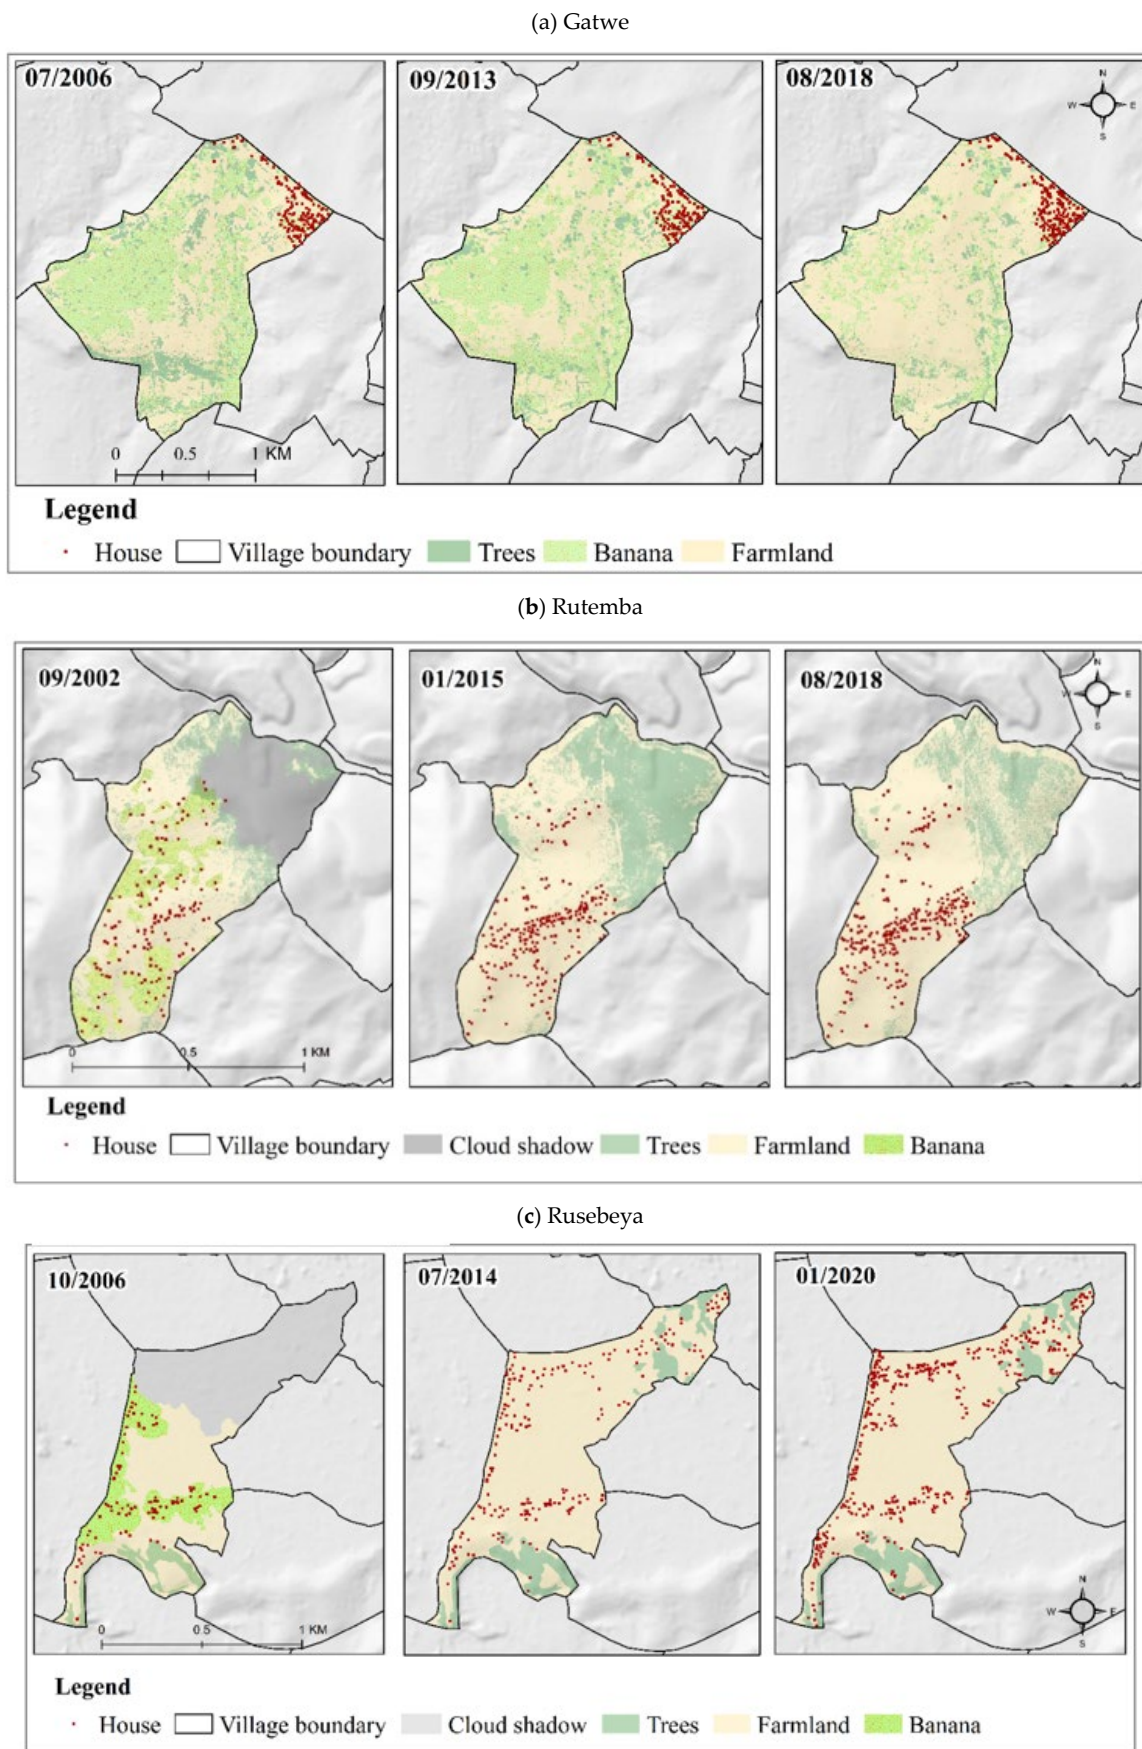 (a) Gatwe
07/2006 09/2013 08/2018
N
W E
S
0 0.5 1 KM
Legend
House Village boundary Trees Banana Farmland
(b) Rutemba
09/2002 01/2015 08/2018
N
W E
S
0 0.5 1 KM
Legend
House Village boundary Cloud shadow Trees Farmland Banana
(c) Rusebeya
10/2006 07/2014 01/2020
N
W E
S
0 0.5 1 KM
Legend
House Village boundary Cloud shadow Trees Farmland Banana